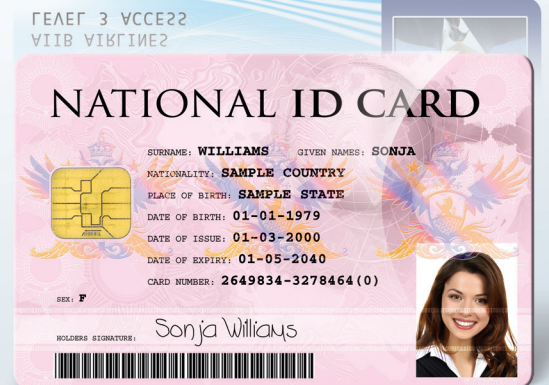 LEVEL 3 ACCESS
AIIB AIRLINES
NATIONAL ID CARD
SURNAME: WILLIAMS GIVEN NAMES: SONJA
NATIONALITY: SAMPLE COUNTRY
PLACE OF BIRTH: SAMPLE STATE
DATE OF BIRTH: 01-01-1979
DATE OF ISSUE: 01-03-2000
DATE OF EXPIRY: 01-05-2040
CARD NUMBER: 2649834-3278464(0)
SEX: F
HOLDERS SIGNATURE: Sonja Williams